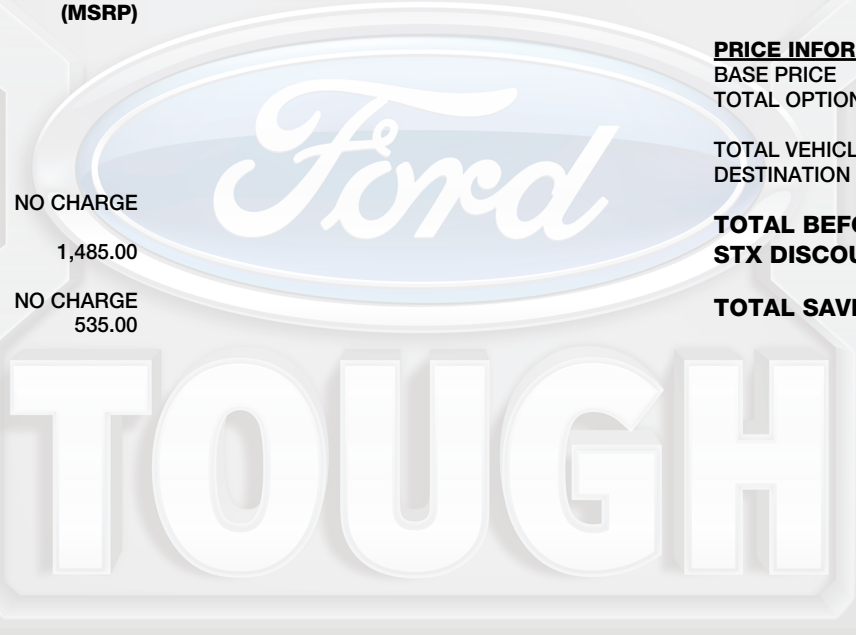 (MSRP)
NO CHARGE
1,485.00
NO CHARGE
535.00
PRICE INFOR
BASE PRICE
TOTAL OPTION
TOTAL VEHICL
DESTINATION
TOTAL BEFO
STX DISCOU
TOTAL SAVI
Ford
TOUGH